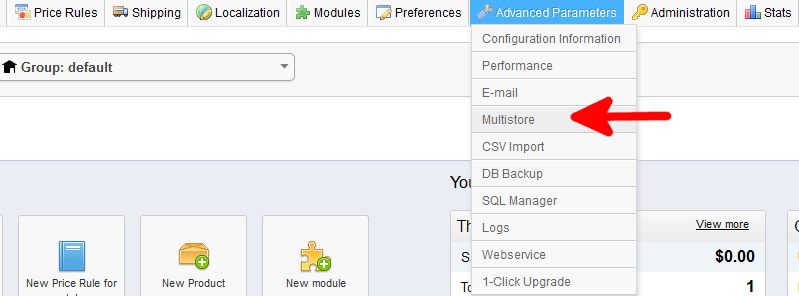 Price Rules Shipping Localization Modules Preferences Advanced Parameters Administration Stats
Group: default
Configuration Information
Performance
E-mail
Multistore
CSV Import
DB Backup
SQL Manager
Logs
Webservice
1-Click Upgrade
You
Th View more
S $0.00
To 1
New Price Rule for
New Product
New module